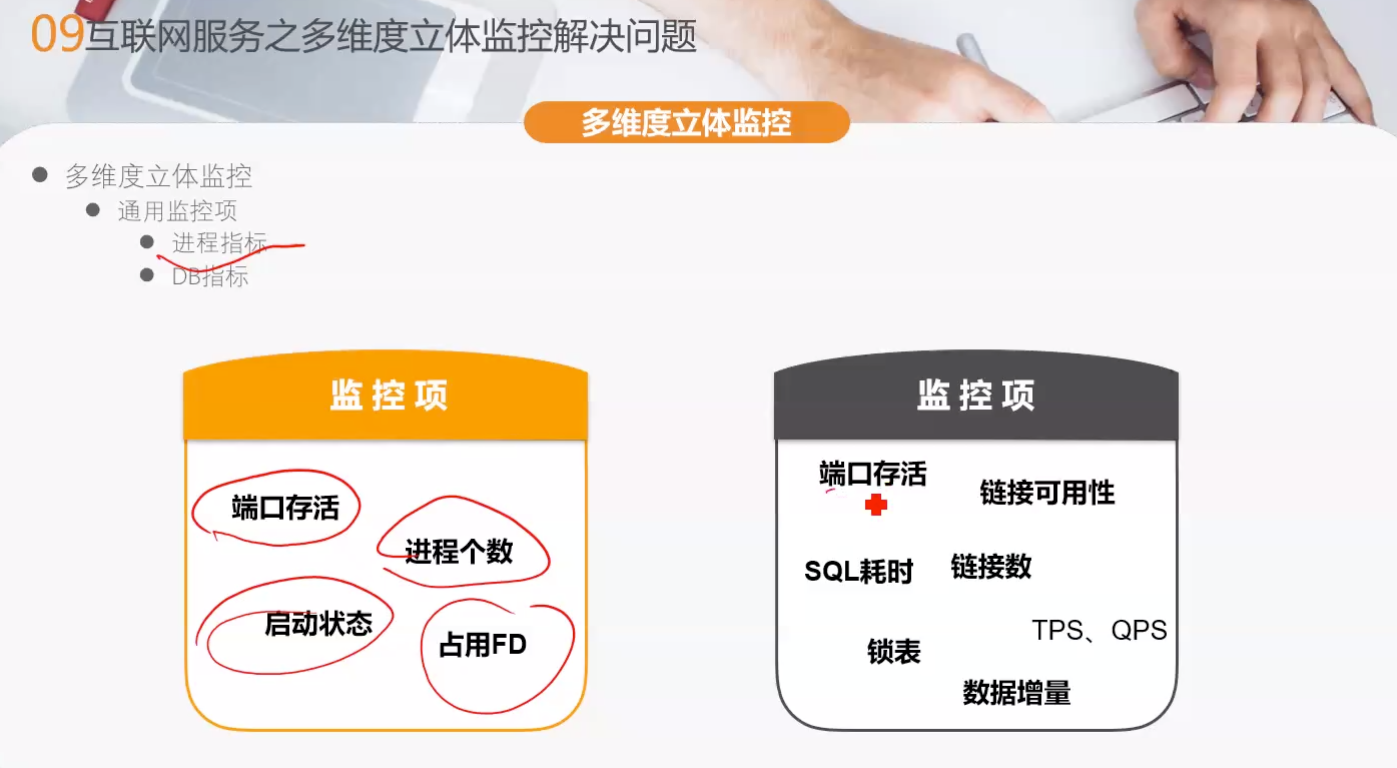 09互联网服务之多维度立体监控解决问题
多维度立体监控
多维度立体监控
通用监控项
进程指标
DB指标
监控项
端口存活
进程个数
启动状态
占用FD
监控项
端口存活
链接可用性
SQL耗时
链接数
TPS、QPS
锁表
数据增量